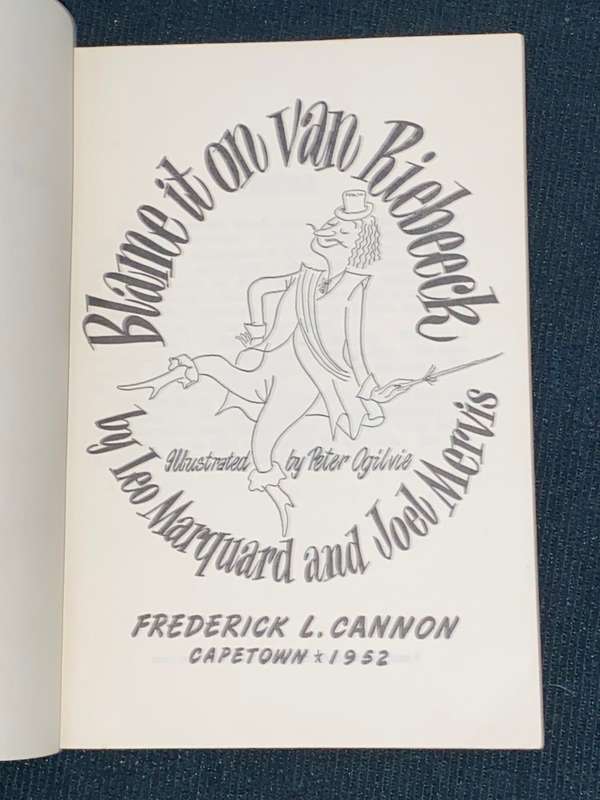 Blame it on Van Riebeeck
Illustrated by Peter Ogilvie
by Leo Marquard and Joel Mervis
FREDERICK L. CANNON
CAPETOWN ★ 1952